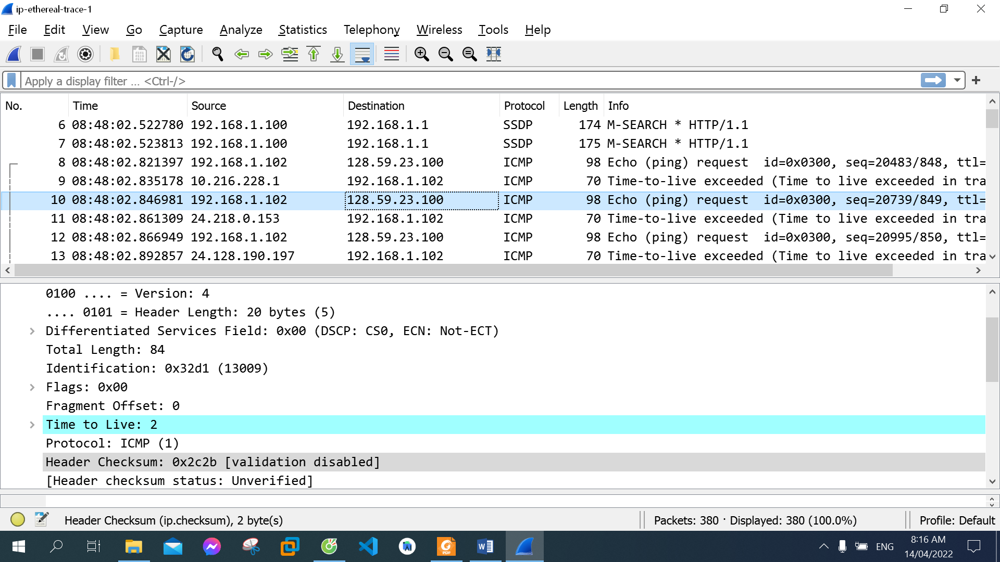 ip-ethereal-trace-1
File Edit View Go Capture Analyze Statistics Telephony Wireless Tools Help
Apply a display filter ... <Ctrl-/>
No. Time Source Destination Protocol Length Info
6 08:48:02.522780 192.168.1.100 192.168.1.1 SSDP 174 M-SEARCH * HTTP/1.1
7 08:48:02.523813 192.168.1.100 192.168.1.1 SSDP 175 M-SEARCH * HTTP/1.1
8 08:48:02.821397 192.168.1.102 128.59.23.100 ICMP 98 Echo (ping) request id=0x0300, seq=20483/848, ttl=
9 08:48:02.835178 10.216.228.1 192.168.1.102 ICMP 70 Time-to-live exceeded (Time to live exceeded in tra
10 08:48:02.846981 192.168.1.102 128.59.23.100 ICMP 98 Echo (ping) request id=0x0300, seq=20739/849, ttl=
11 08:48:02.861309 24.218.0.153 192.168.1.102 ICMP 70 Time-to-live exceeded (Time to live exceeded in tra
12 08:48:02.866949 192.168.1.102 128.59.23.100 ICMP 98 Echo (ping) request id=0x0300, seq=20995/850, ttl=
13 08:48:02.892857 24.128.190.197 192.168.1.102 ICMP 70 Time-to-live exceeded (Time to live exceeded in tra
0100 .... = Version: 4
.... 0101 = Header Length: 20 bytes (5)
Differentiated Services Field: 0x00 (DSCP: CS0, ECN: Not-ECT)
Total Length: 84
Identification: 0x32d1 (13009)
Flags: 0x00
Fragment Offset: 0
Time to Live: 2
Protocol: ICMP (1)
Header Checksum: 0x2c2b [validation disabled]
[Header checksum status: Unverified]
Header Checksum (ip.checksum), 2 byte(s)
Packets: 380 · Displayed: 380 (100.0%)
Profile: Default
ENG
8:16 AM
14/04/2022